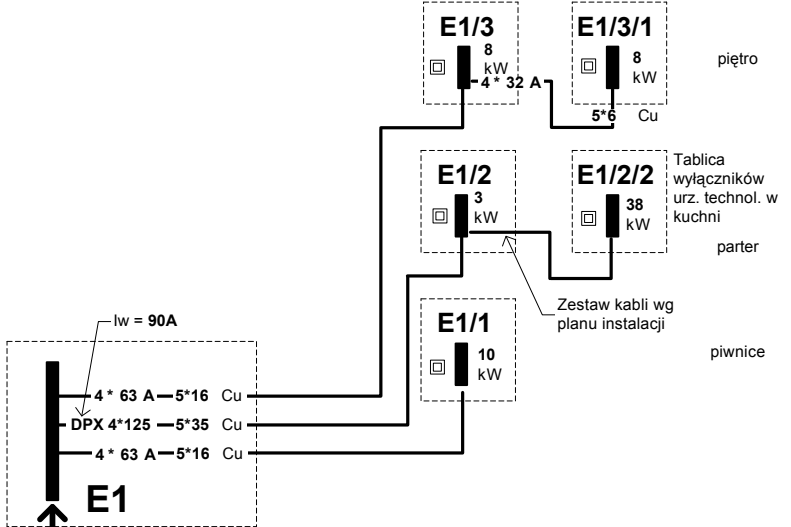 E1/3
8
kW
4 * 32 A
E1/3/1
8
kW
5*6 Cu
piętro
E1/2
3
kW
E1/2/2
38
kW
Tablica
wyłączników
urz. technol. w
kuchni
parter
Zestaw kabli wg
planu instalacji
E1/1
10
kW
piwnice
Iw = 90A
4 * 63 A 5*16 Cu
DPX 4*125 5*35 Cu
4 * 63 A 5*16 Cu
E1